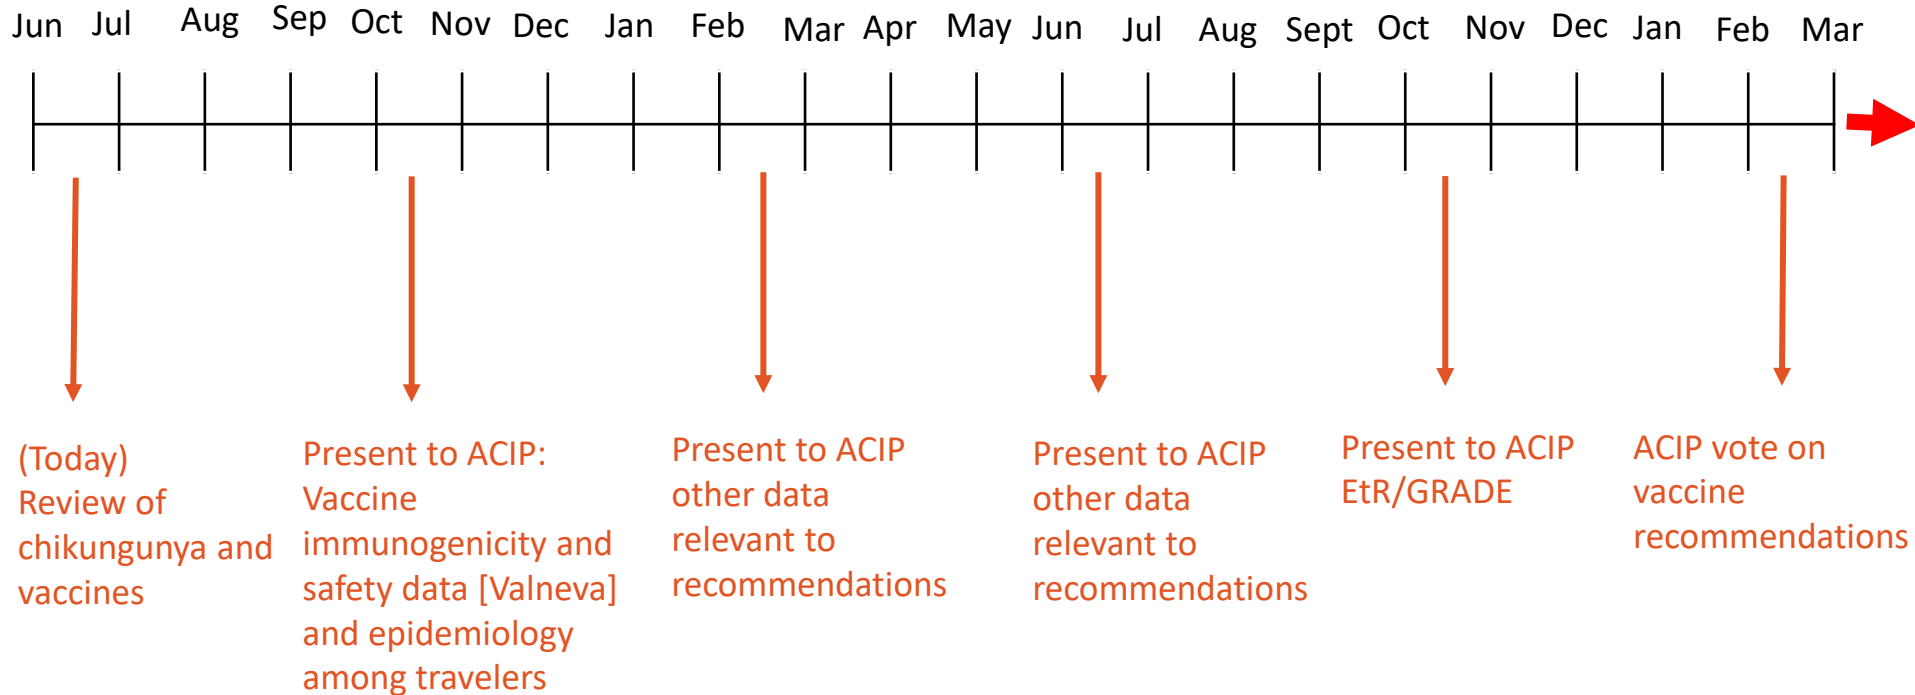 Jun Jul Aug Sep Oct Nov Dec Jan Feb Mar Apr May Jun Jul Aug Sept Oct Nov Dec Jan Feb Mar
(Today)
Review of
chikungunya and
vaccines
Present to ACIP:
Vaccine
immunogenicity and
safety data [Valneva]
and epidemiology
among travelers
Present to ACIP
other data
relevant to
recommendations
Present to ACIP
other data
relevant to
recommendations
Present to ACIP
EtR/GRADE
ACIP vote on
vaccine
recommendations